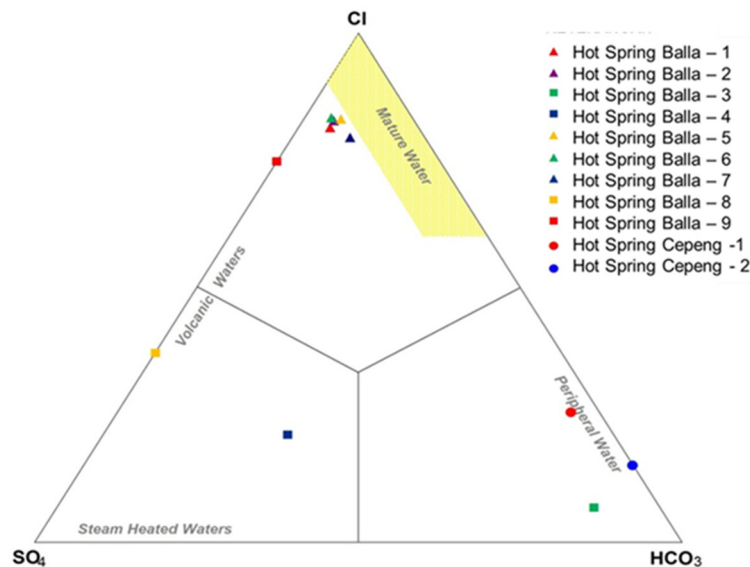 Cl
Hot Spring Balla – 1
Hot Spring Balla – 2
Hot Spring Balla – 3
Hot Spring Balla – 4
Hot Spring Balla – 5
Hot Spring Balla – 6
Hot Spring Balla – 7
Hot Spring Balla – 8
Hot Spring Balla – 9
Hot Spring Cepeng -1
Hot Spring Cepeng - 2
Mature Water
Volcanic Waters
Peripheral Water
Steam Heated Waters
SO₄
HCO₃